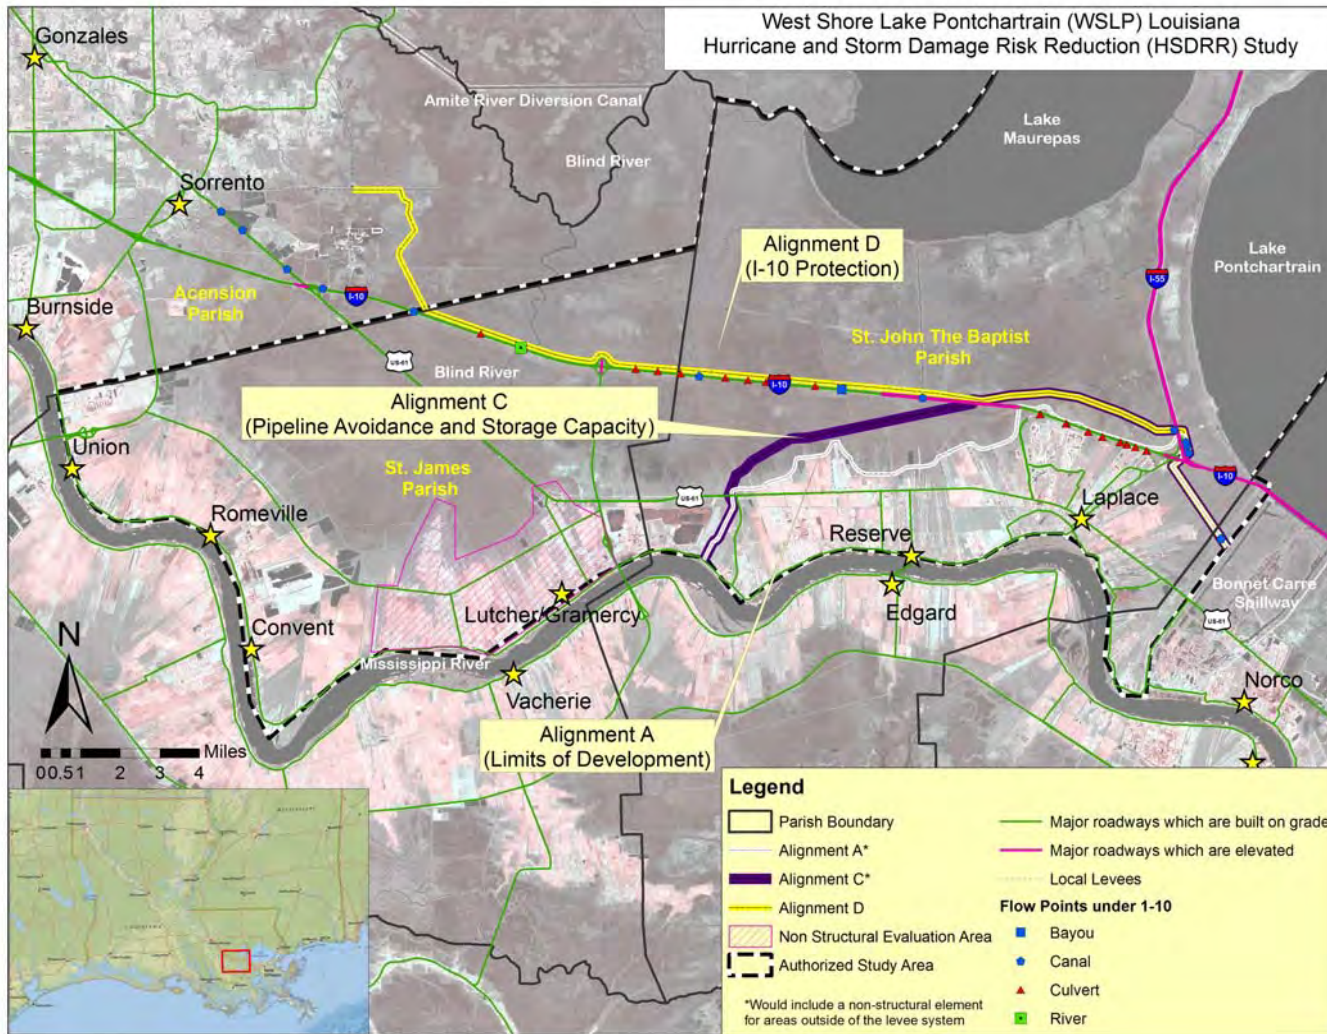 West Shore Lake Pontchartrain (WSLP) Louisiana
Hurricane and Storm Damage Risk Reduction (HSDRR) Study
Gonzales
Amite River Diversion Canal
Lake
Maurepas
Blind River
Sorrento
Alignment D
(I-10 Protection)
Lake
Pontchartrain
I-55
Acension
Parish
I-10
Burnside
St. John The Baptist
Parish
US-61
Blind River
I-10
Alignment C
(Pipeline Avoidance and Storage Capacity)
Union
St. James
Parish
US-61
I-10
Laplace
Romeville
Reserve
Lutcher/Gramercy
Edgard
Bonnet Carre
Spillway
US-61
N
Convent
Mississippi River
Vacherie
Norco
Miles
0 0.5 1 2 3 4
Alignment A
(Limits of Development)
Legend
Parish Boundary
Alignment A*
Alignment C*
Alignment D
Non Structural Evaluation Area
Authorized Study Area
*Would include a non-structural element
for areas outside of the levee system
Major roadways which are built on grade
Major roadways which are elevated
Local Levees
Flow Points under 1-10
Bayou
Canal
Culvert
River